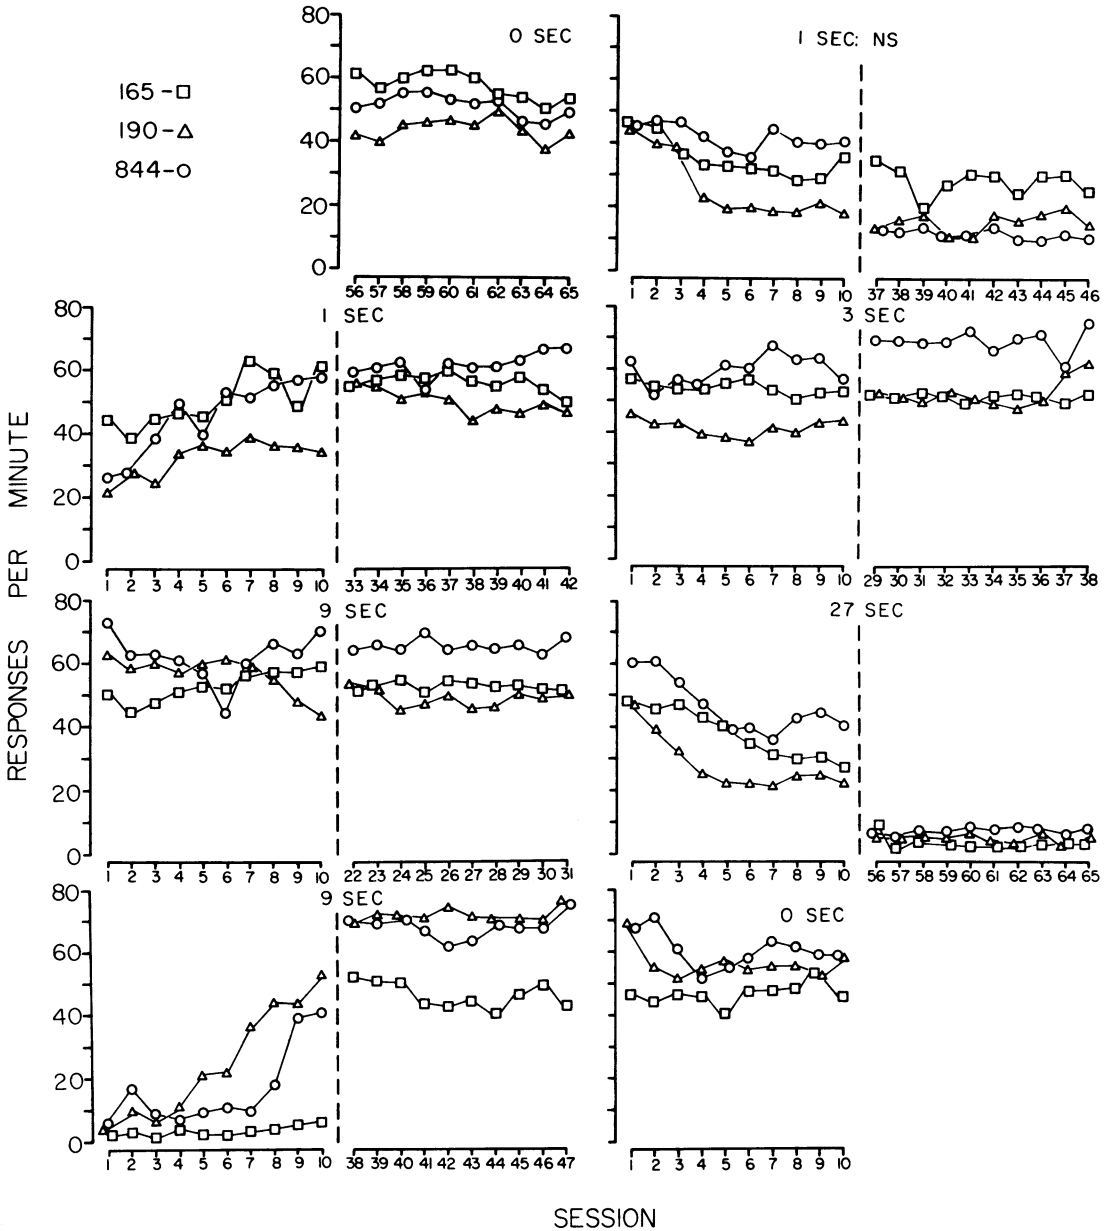 165-□
190-△
844-○
0 SEC
80
60
40
20
0
56 57 58 59 60 61 62 63 64 65
1 SEC: NS
1 2 3 4 5 6 7 8 9 10
37 38 39 40 41 42 43 44 45 46
1 SEC
80
60
40
20
0
1 2 3 4 5 6 7 8 9 10
33 34 35 36 37 38 39 40 41 42
3 SEC
1 2 3 4 5 6 7 8 9 10
29 30 31 32 33 34 35 36 37 38
9 SEC
80
60
40
20
0
1 2 3 4 5 6 7 8 9 10
22 23 24 25 26 27 28 29 30 31
27 SEC
1 2 3 4 5 6 7 8 9 10
56 57 58 59 60 61 62 63 64 65
9 SEC
80
60
40
20
0
1 2 3 4 5 6 7 8 9 10
38 39 40 41 42 43 44 45 46 47
0 SEC
1 2 3 4 5 6 7 8 9 10
RESPONSES PER MINUTE
SESSION